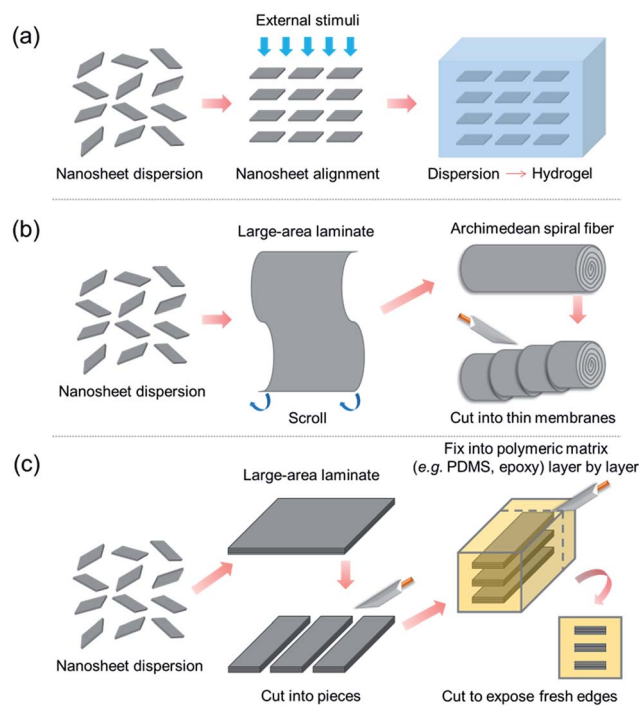 (a)
External stimuli
Nanosheet dispersion
Nanosheet alignment
Dispersion → Hydrogel
(b)
Large-area laminate
Archimedean spiral fiber
Nanosheet dispersion
Scroll
Cut into thin membranes
(c)
Large-area laminate
Fix into polymeric matrix
(e.g. PDMS, epoxy) layer by layer
Nanosheet dispersion
Cut into pieces
Cut to expose fresh edges